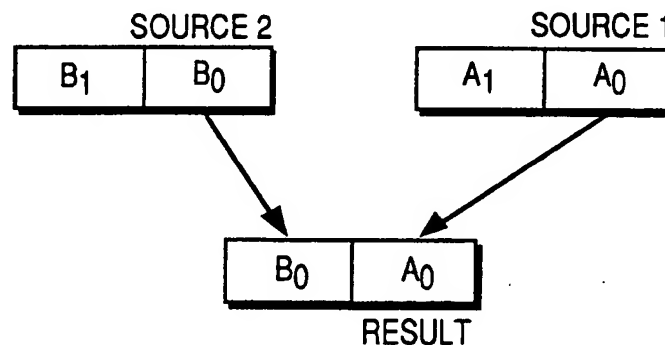 SOURCE 2 SOURCE 1
B₁ B₀ A₁ A₀
B₀ A₀
RESULT